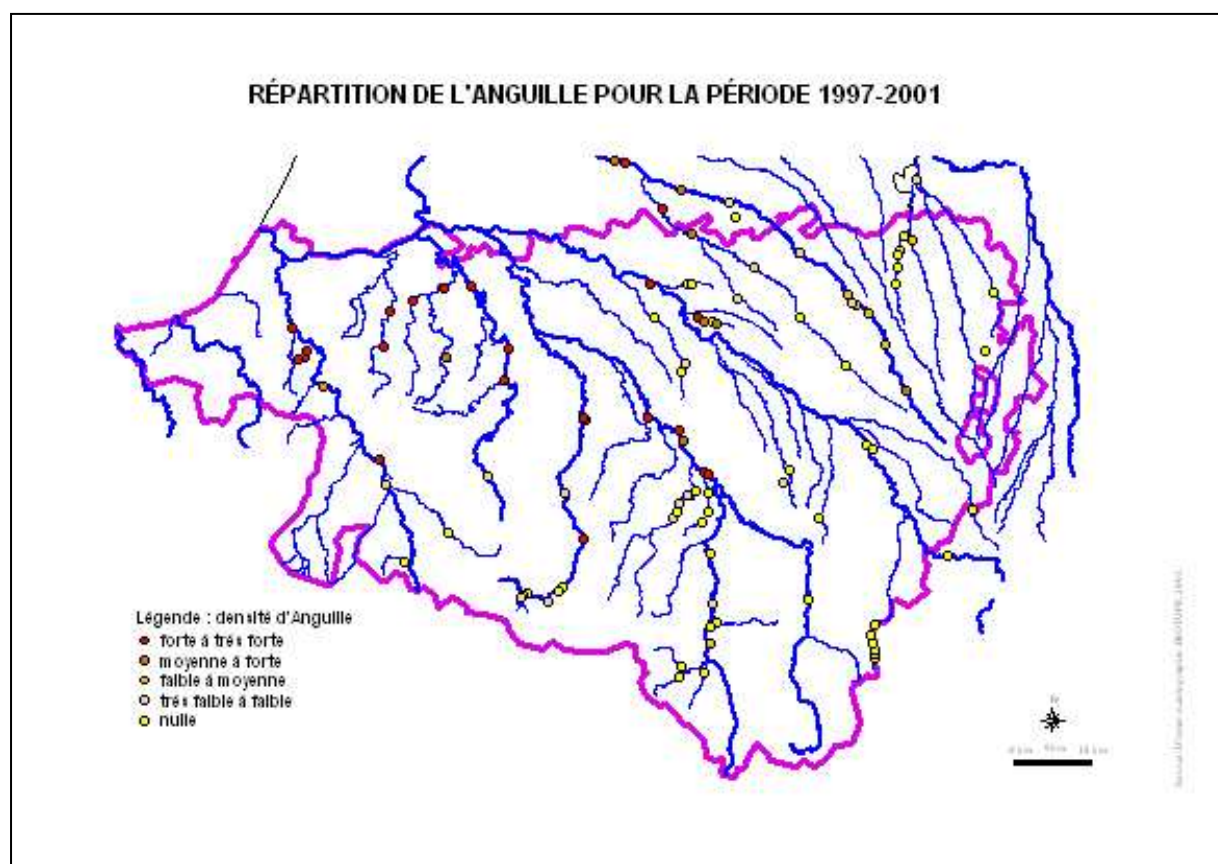 RÉPARTITION DE L'ANGUILLE POUR LA PÉRIODE 1997-2001
Légende : densité d'Anguille
forte à très forte
moyenne à forte
faible à moyenne
très faible à faible
nulle